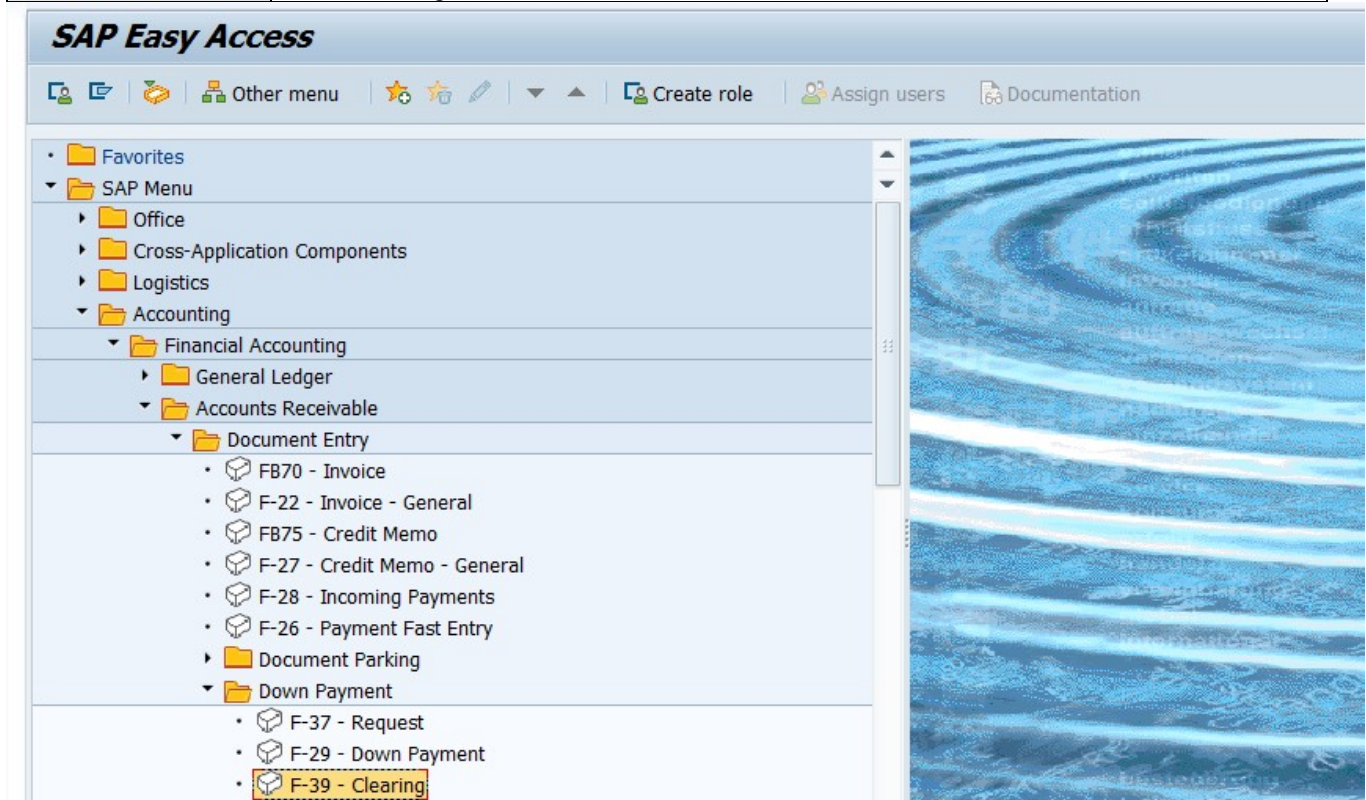 SAP Easy Access
Other menu Create role Assign users Documentation
Favorites
SAP Menu
Office
Cross-Application Components
Logistics
Accounting
Financial Accounting
General Ledger
Accounts Receivable
Document Entry
FB70 - Invoice
F-22 - Invoice - General
FB75 - Credit Memo
F-27 - Credit Memo - General
F-28 - Incoming Payments
F-26 - Payment Fast Entry
Document Parking
Down Payment
F-37 - Request
F-29 - Down Payment
F-39 - Clearing